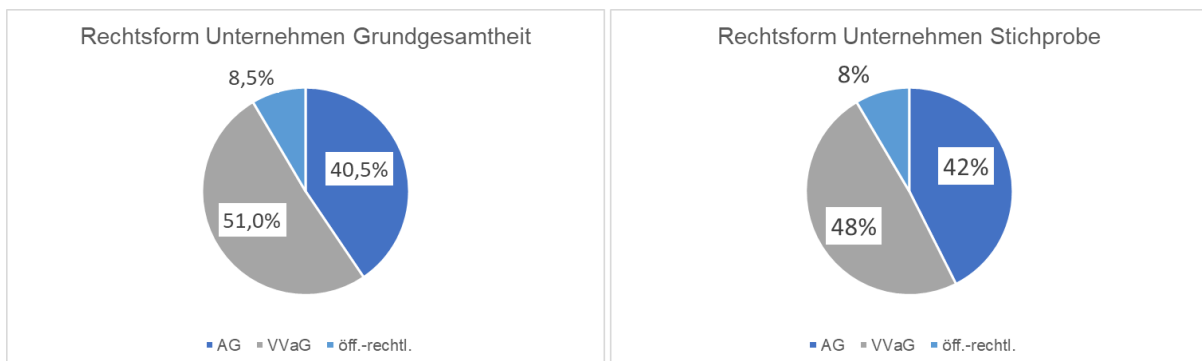 Rechtsform Unternehmen Grundgesamtheit
8,5%
40,5%
51,0%
AG VVaG öff.-rechtl.
Rechtsform Unternehmen Stichprobe
8%
42%
48%
AG VVaG öff.-rechtl.